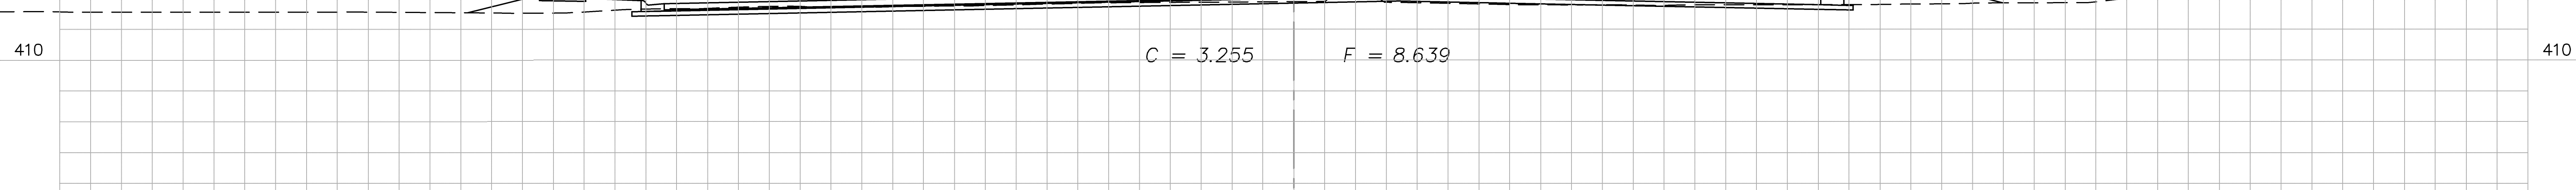 410 C = 3.255 F = 8.639 410